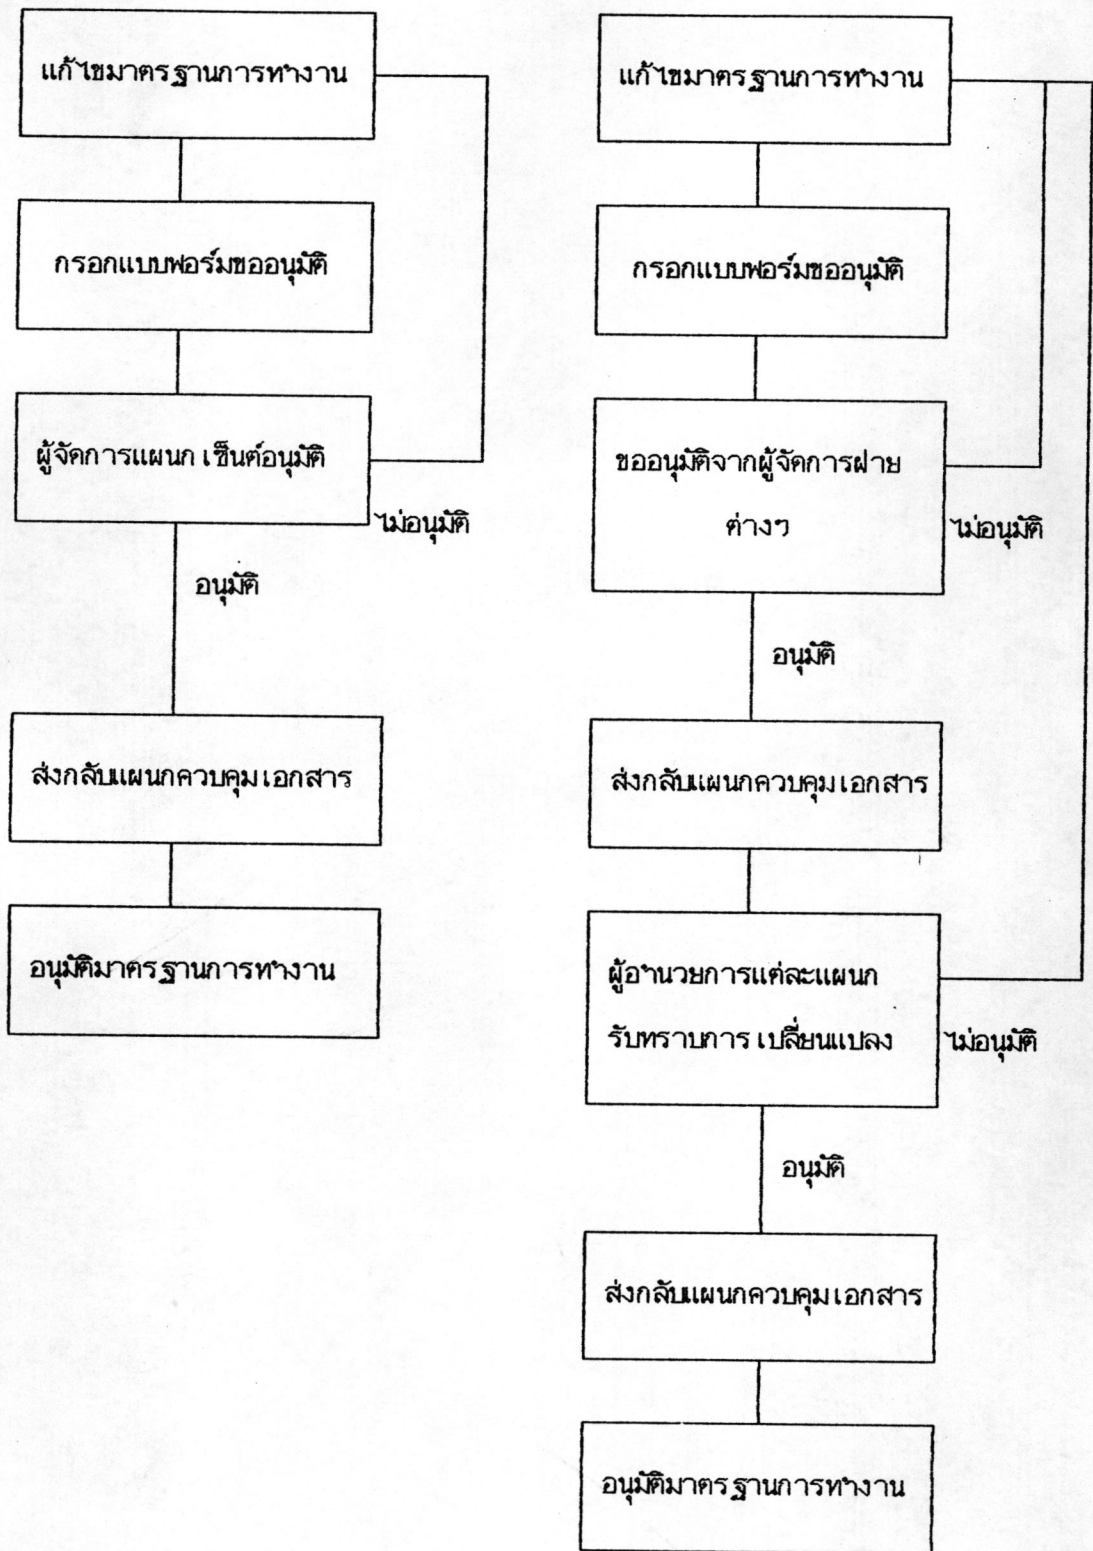 แก้ไขมาตรฐานการทำงาน
กรอกแบบฟอร์มขออนุมัติ
ผู้จัดการแผนกเซ็นต์อนุมัติ
ไม่อนุมัติ
อนุมัติ
ส่งกลับแผนกควบคุมเอกสาร
อนุมัติมาตรฐานการทำงาน
แก้ไขมาตรฐานการทำงาน
กรอกแบบฟอร์มขออนุมัติ
ขออนุมัติจากผู้จัดการฝ่าย
ต่างๆ
ไม่อนุมัติ
อนุมัติ
ส่งกลับแผนกควบคุมเอกสาร
ผู้อำนวยการแต่ละแผนก
รับทราบการเปลี่ยนแปลง
ไม่อนุมัติ
อนุมัติ
ส่งกลับแผนกควบคุมเอกสาร
อนุมัติมาตรฐานการทำงาน